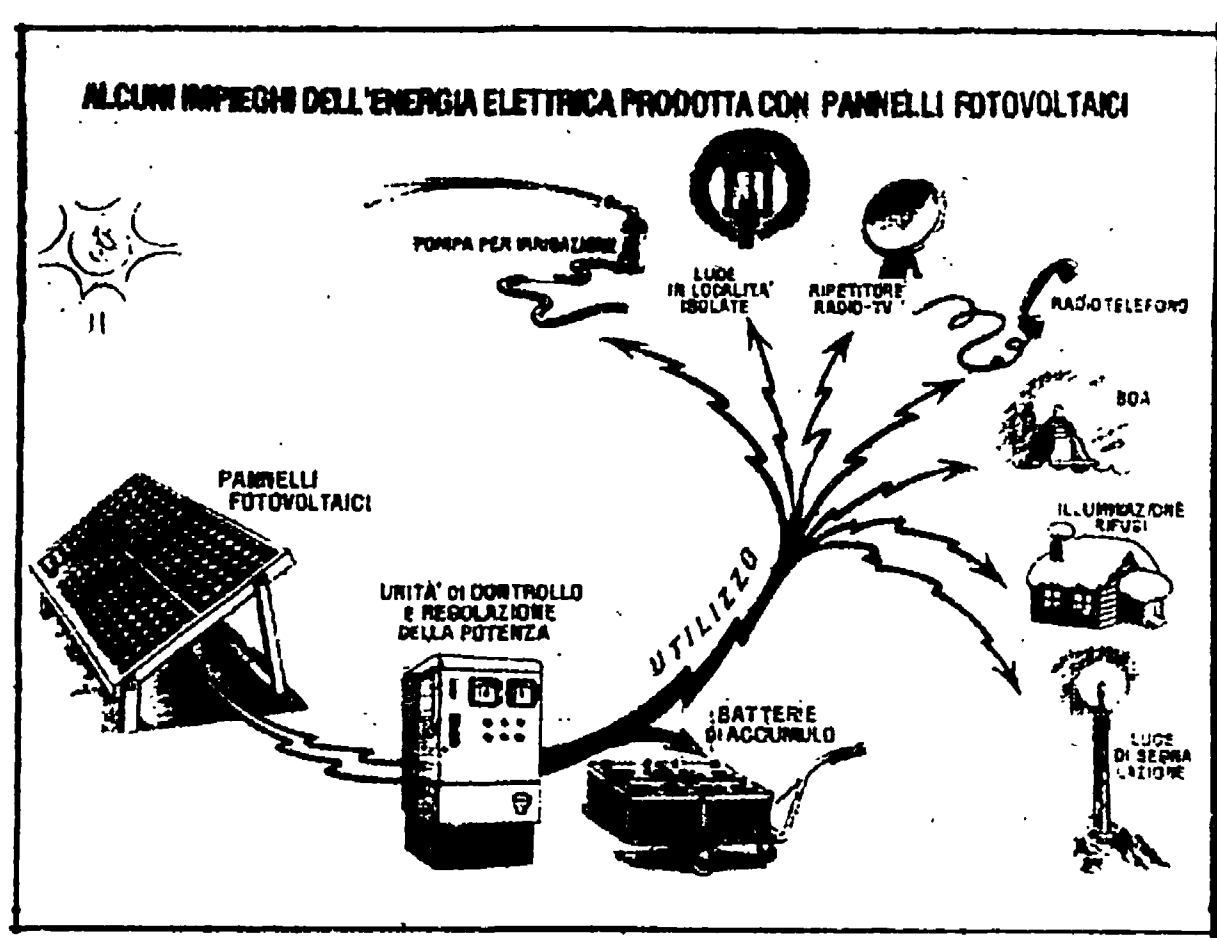 ALCUNI IMPIEGHI DELL'ENERGIA ELETTRICA PRODOTTA CON PANNELLI FOTOVOLTAICI
POMPA PER IRRIGAZIONE
LUCE
IN LOCALITA'
ISOLATE
RIPETITORE
RADIO-TV
RADIOTELEFONO
BOA
ILLUMINAZIONE
RIFUGI
LUCE
DI SEGNA
LAZIONE
PANNELLI
FOTOVOLTAICI
UNITÀ' DI CONTROLLO
E REGOLAZIONE
DELLA POTENZA
UTILIZZO
BATTERIE
DI ACCUMULO